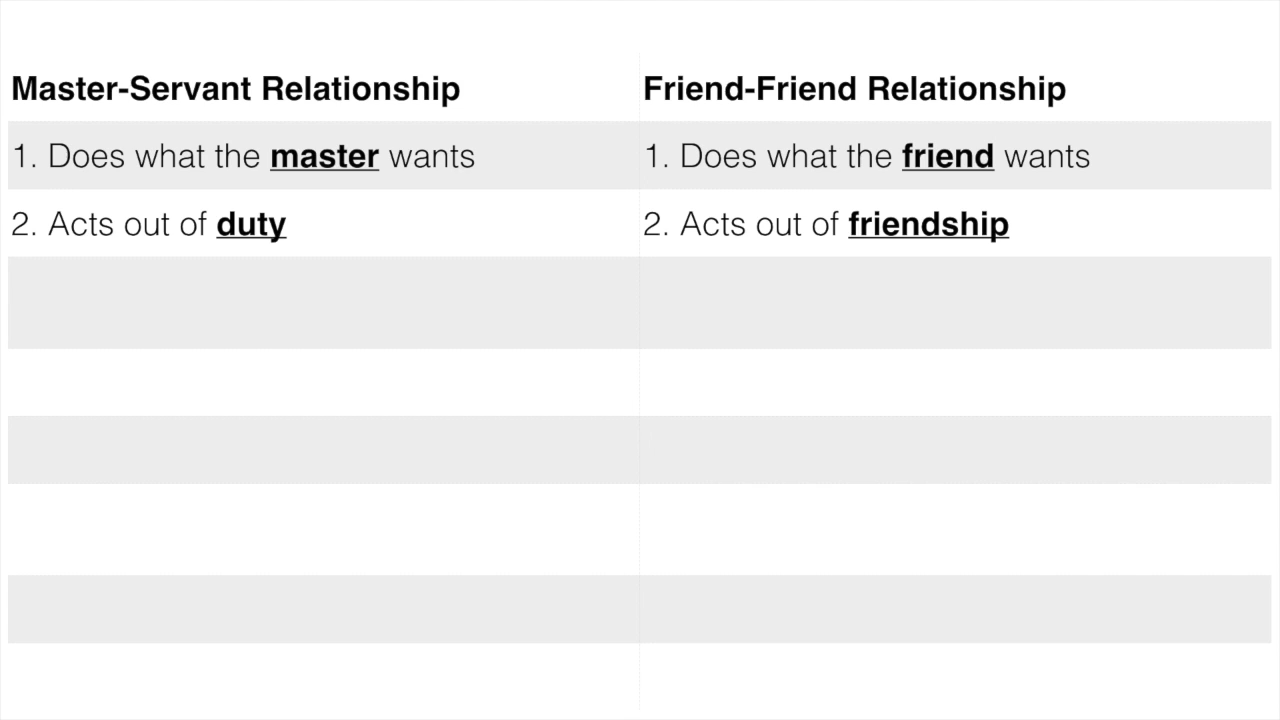 Master-Servant Relationship
Friend-Friend Relationship
1. Does what the master wants
1. Does what the friend wants
2. Acts out of duty
2. Acts out of friendship